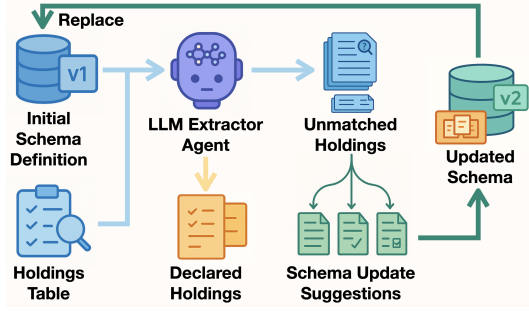 Replace
v1
Initial
Schema
Definition
LLM Extractor
Agent
Unmatched
Holdings
v2
Updated
Schema
Holdings
Table
Declared
Holdings
Schema Update
Suggestions